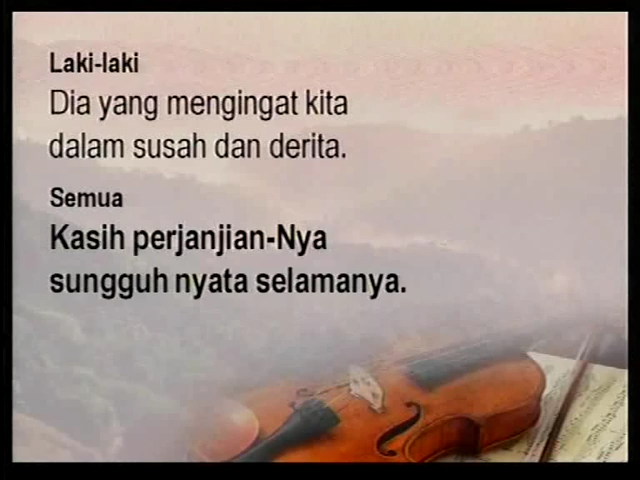 Laki-laki
Dia yang mengingat kita
dalam susah dan derita.
Semua
Kasih perjanjian-Nya
sungguh nyata selamanya.